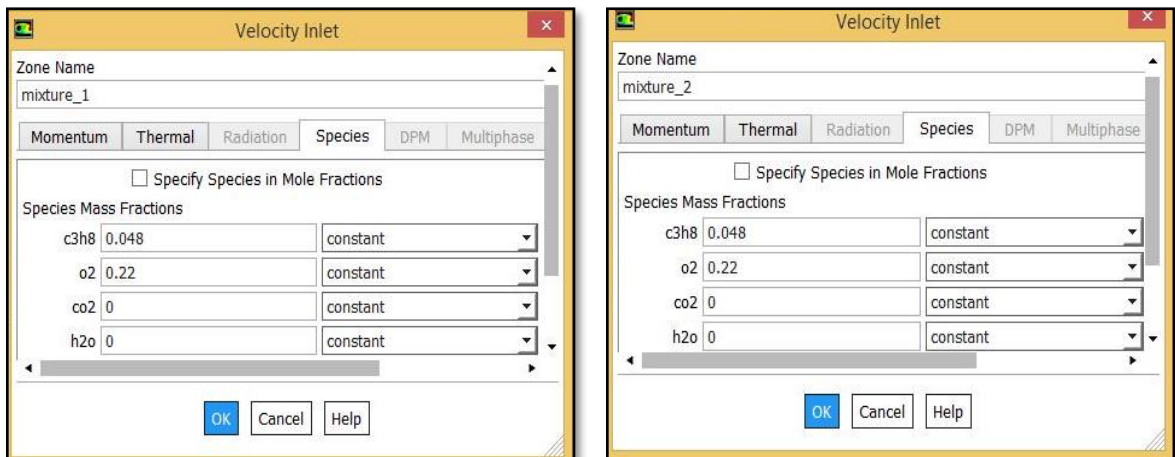 Velocity Inlet
Zone Name
mixture_1
Momentum Thermal Radiation Species DPM Multiphase
Specify Species in Mole Fractions
Species Mass Fractions
c3h8 0.048 constant
o2 0.22 constant
co2 0 constant
h2o 0 constant
OK Cancel Help
Velocity Inlet
Zone Name
mixture_2
Momentum Thermal Radiation Species DPM Multiphase
Specify Species in Mole Fractions
Species Mass Fractions
c3h8 0.048 constant
o2 0.22 constant
co2 0 constant
h2o 0 constant
OK Cancel Help